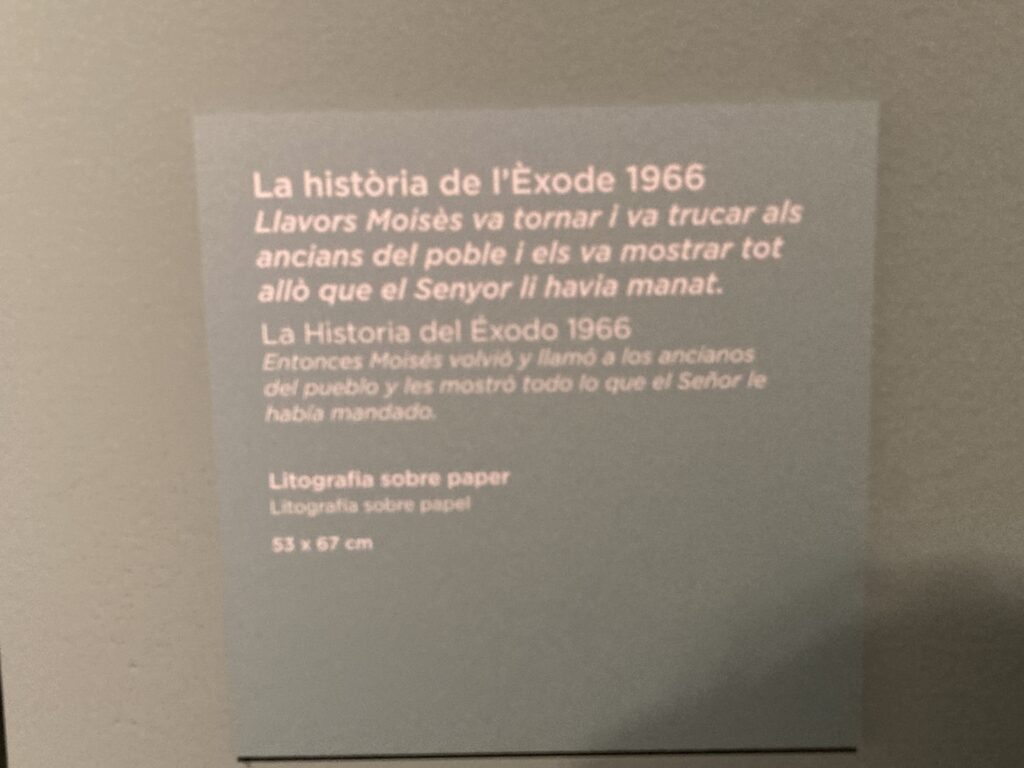 La història de l'Èxode 1966
Llavors Moisès va tornar i va trucar als
ancians del poble i els va mostrar tot
allò que el Senyor li havia manat.
La Historia del Éxodo 1966
Entonces Moisés volvió y llamó a los ancianos
del pueblo y les mostró todo lo que el Señor le
había mandado.
Litografia sobre paper
Litografía sobre papel
53 x 67 cm